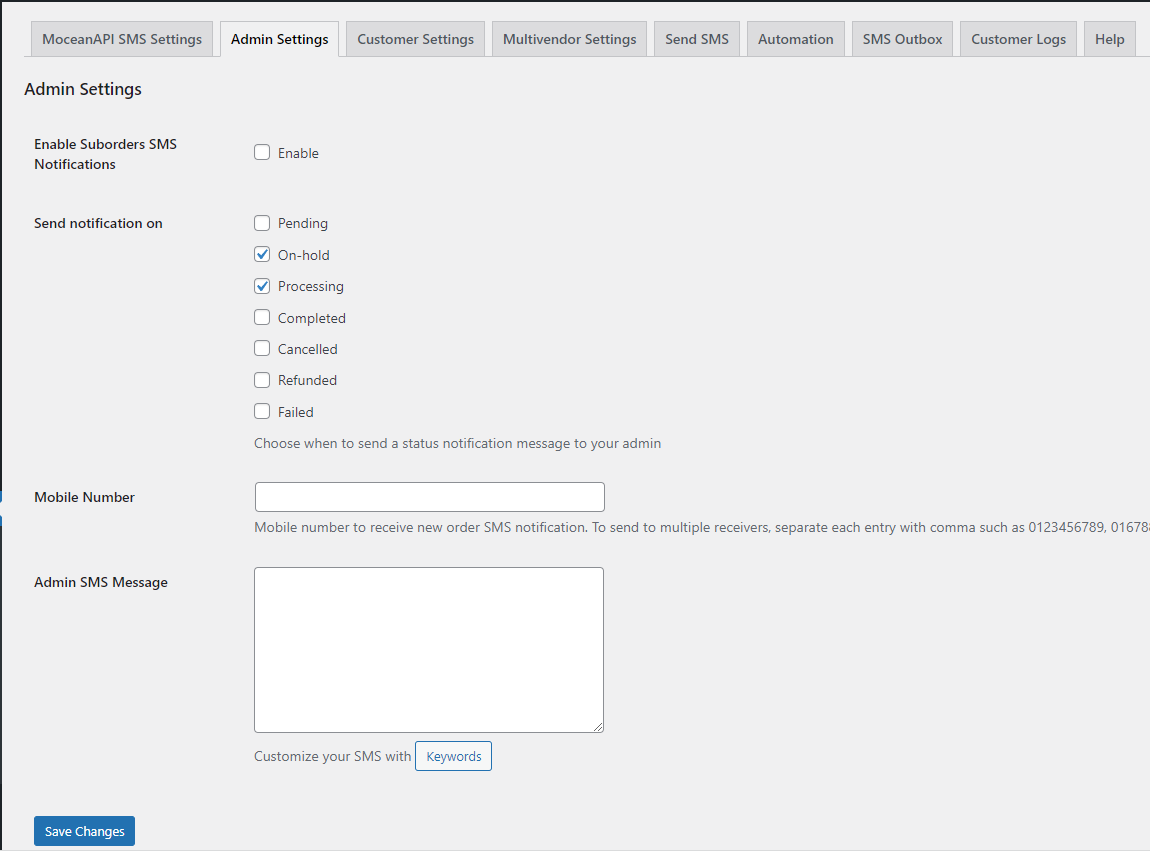 MoceanAPI SMS Settings
Admin Settings
Customer Settings
Multivendor Settings
Send SMS
Automation
SMS Outbox
Customer Logs
Help
Admin Settings
Enable Suborders SMS
Notifications
Enable
Send notification on
Pending
On-hold
Processing
Completed
Cancelled
Refunded
Failed
Choose when to send a status notification message to your admin
Mobile Number
Mobile number to receive new order SMS notification. To send to multiple receivers, separate each entry with comma such as 0123456789,
Admin SMS Message
Customize your SMS with Keywords
Save Changes